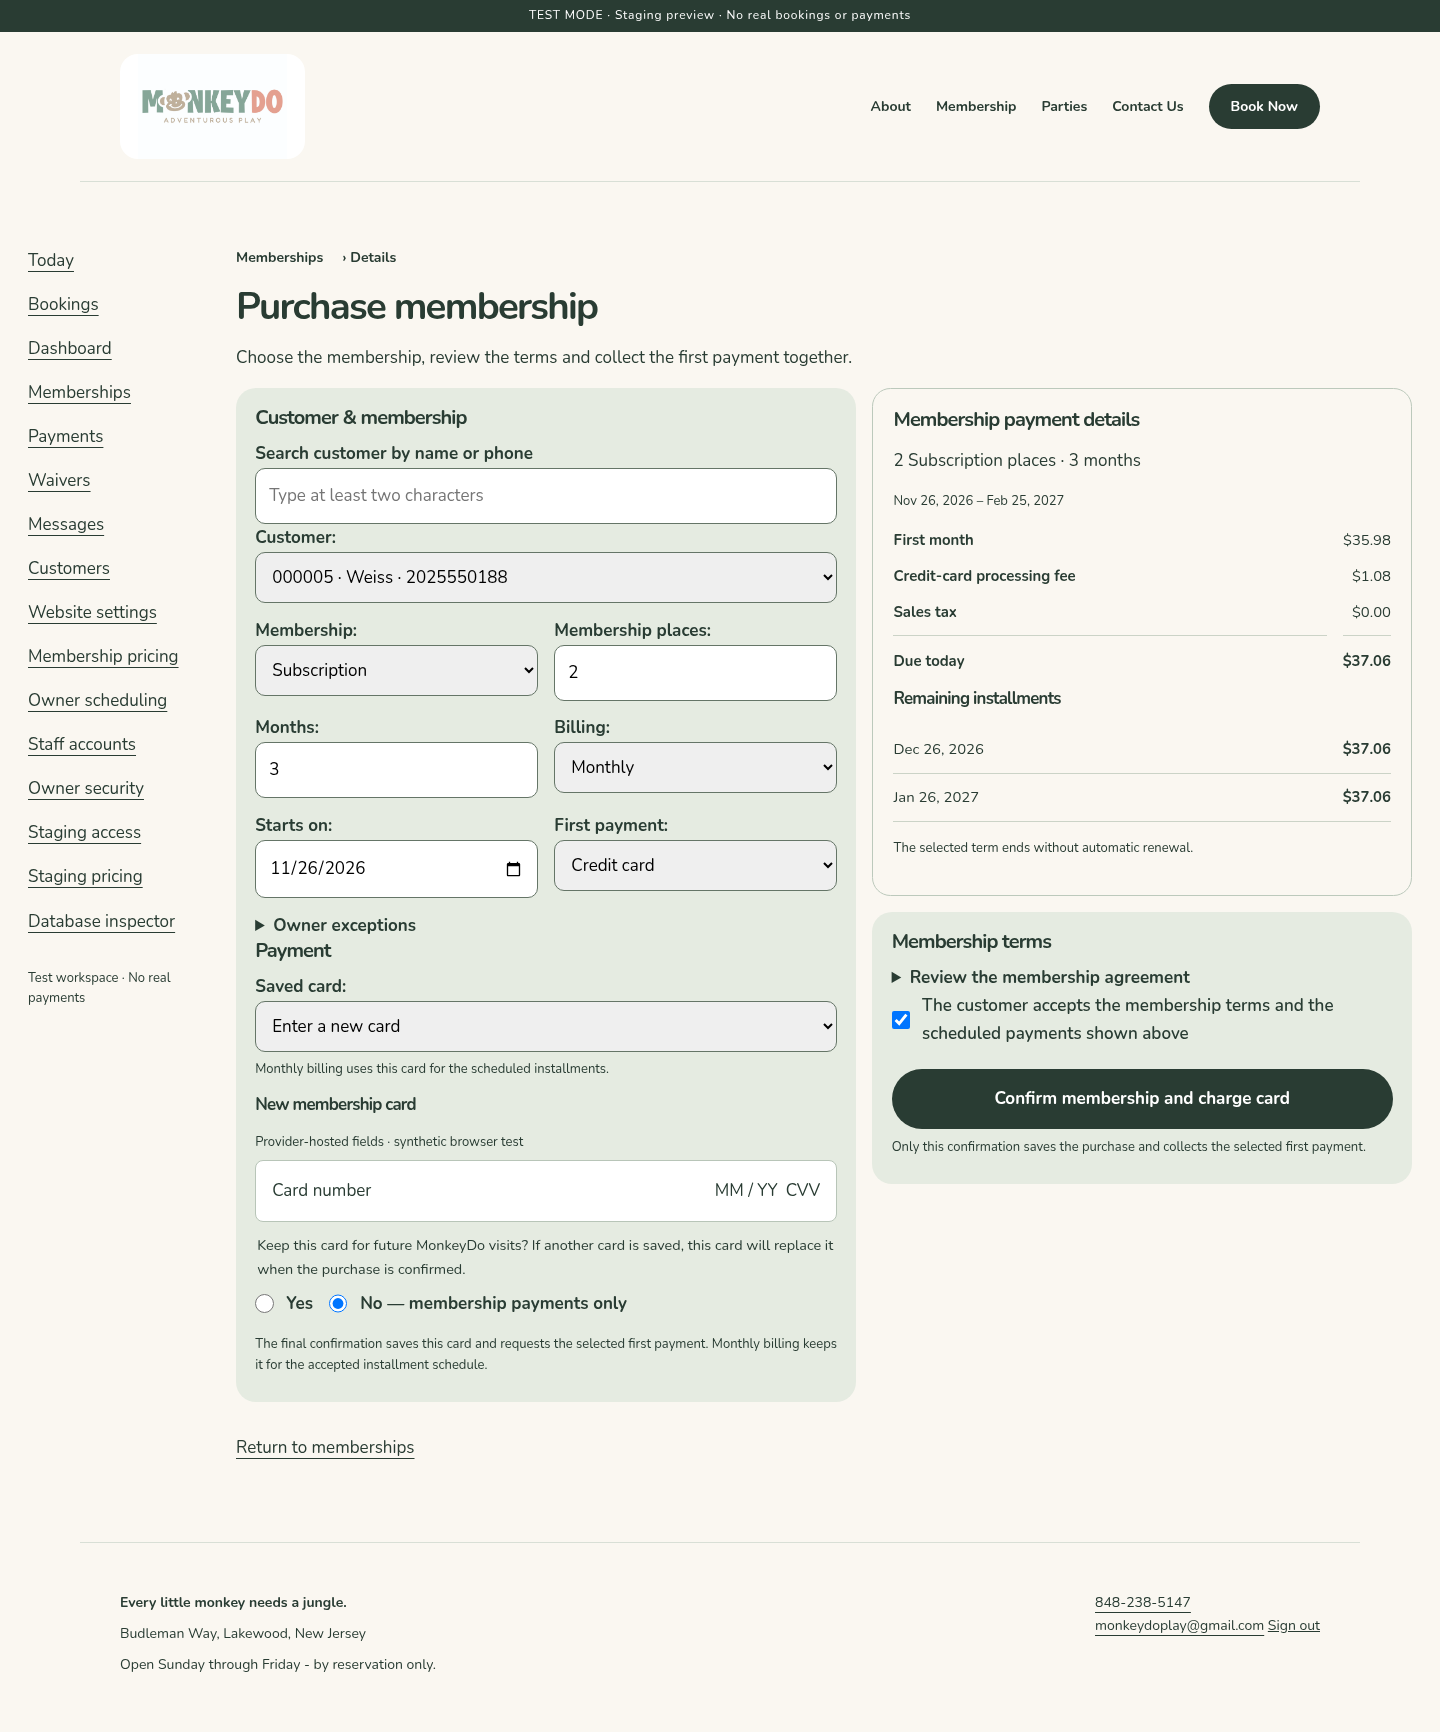 TEST MODE · Staging preview · No real bookings or payments
MONKEYDO
ADVENTUROUS PLAY
About
Membership
Parties
Contact Us
Book Now
Today
Bookings
Dashboard
Memberships
Payments
Waivers
Messages
Customers
Website settings
Membership pricing
Owner scheduling
Staff accounts
Owner security
Staging access
Staging pricing
Database inspector
Test workspace · No real
payments
Memberships › Details
Purchase membership
Choose the membership, review the terms and collect the first payment together.
Customer & membership
Search customer by name or phone
Type at least two characters
Customer:
000005 · Weiss · 2025550188
Membership:
Subscription
Membership places:
2
Months:
3
Billing:
Monthly
Starts on:
11/26/2026
First payment:
Credit card
Owner exceptions
Payment
Saved card:
Enter a new card
Monthly billing uses this card for the scheduled installments.
New membership card
Provider-hosted fields · synthetic browser test
Card number MM / YY CVV
Keep this card for future MonkeyDo visits? If another card is saved, this card will replace it
when the purchase is confirmed.
Yes No — membership payments only
The final confirmation saves this card and requests the selected first payment. Monthly billing keeps
it for the accepted installment schedule.
Membership payment details
2 Subscription places · 3 months
Nov 26, 2026 – Feb 25, 2027
First month $35.98
Credit-card processing fee $1.08
Sales tax $0.00
Due today $37.06
Remaining installments
Dec 26, 2026 $37.06
Jan 26, 2027 $37.06
The selected term ends without automatic renewal.
Membership terms
Review the membership agreement
The customer accepts the membership terms and the
scheduled payments shown above
Confirm membership and charge card
Only this confirmation saves the purchase and collects the selected first payment.
Return to memberships
Every little monkey needs a jungle.
Budleman Way, Lakewood, New Jersey
Open Sunday through Friday - by reservation only.
848-238-5147
monkeydoplay@gmail.com Sign out